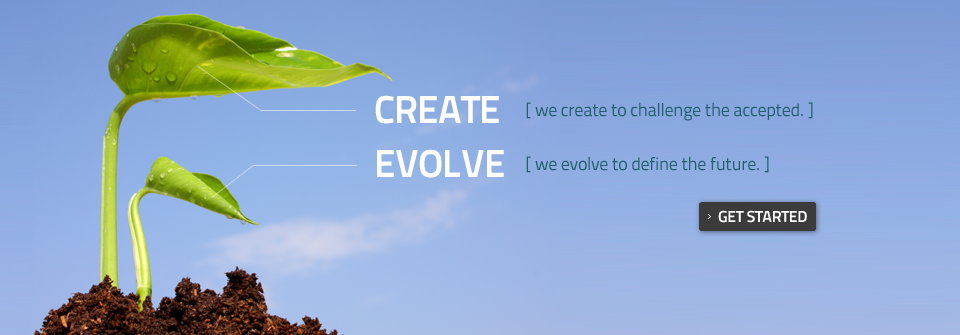 CREATE [ we create to challenge the accepted. ]
EVOLVE [ we evolve to define the future. ]
› GET STARTED